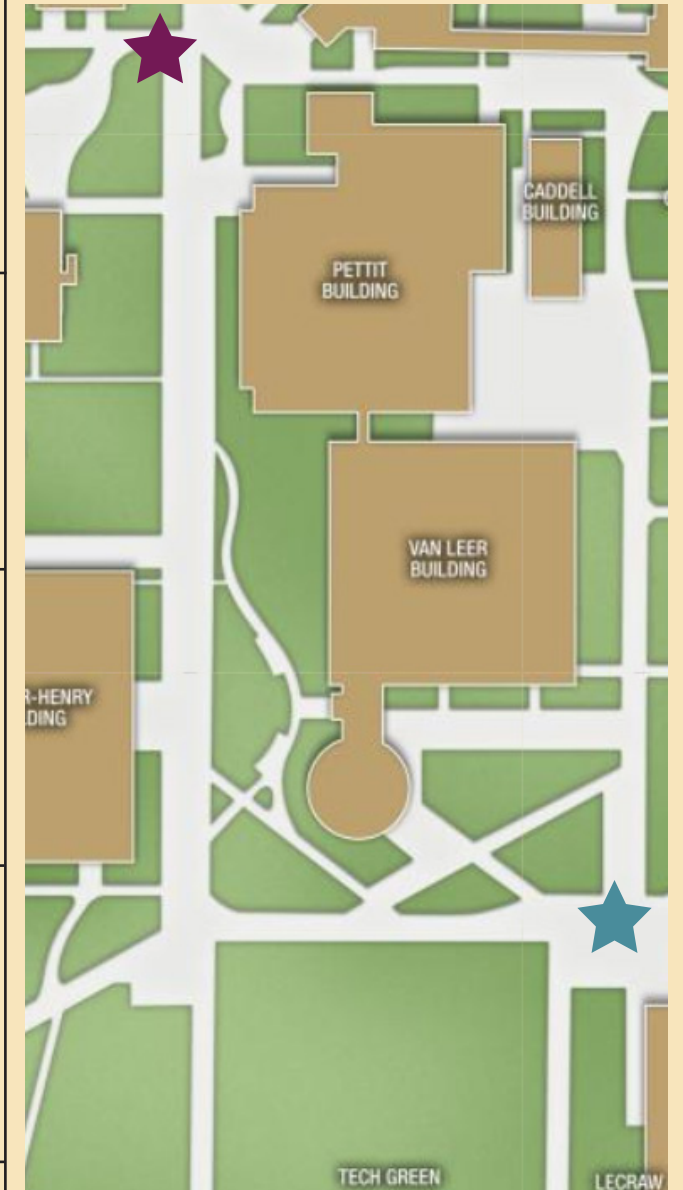 CADDELL
BUILDING
PETTIT
BUILDING
VAN LEER
BUILDING
R-HENRY
LDING
TECH GREEN
LECRAW